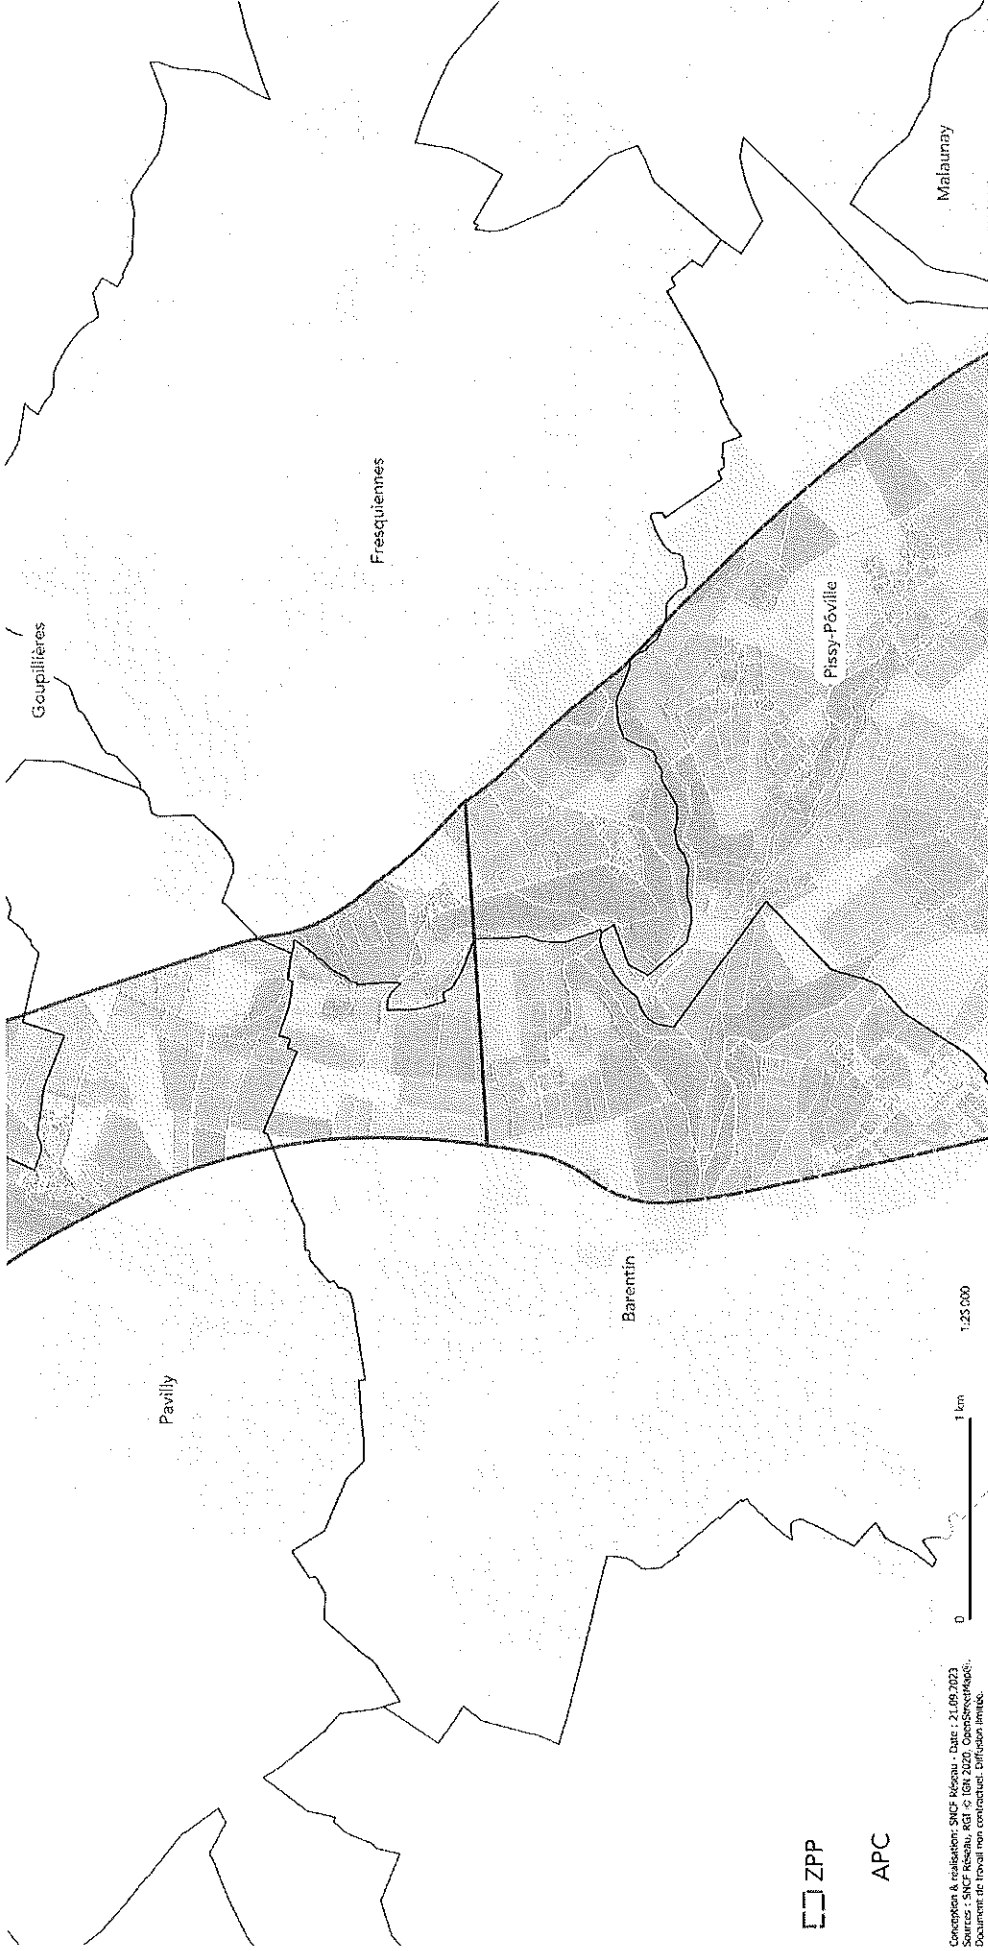 Goupillières
Fresquiennes
Malaunay
Pavilly
Pissy-Pôville
Barentin
ZPP
APC
0
1 km
1:25 000
Conception & réalisation: SNCF Réseau - Date : 21.09.2023
Sources : SNCF Réseau, RGT © IGN 2020, OpenStreetMap®.
Document de travail non contractuel. Diffusion limitée.